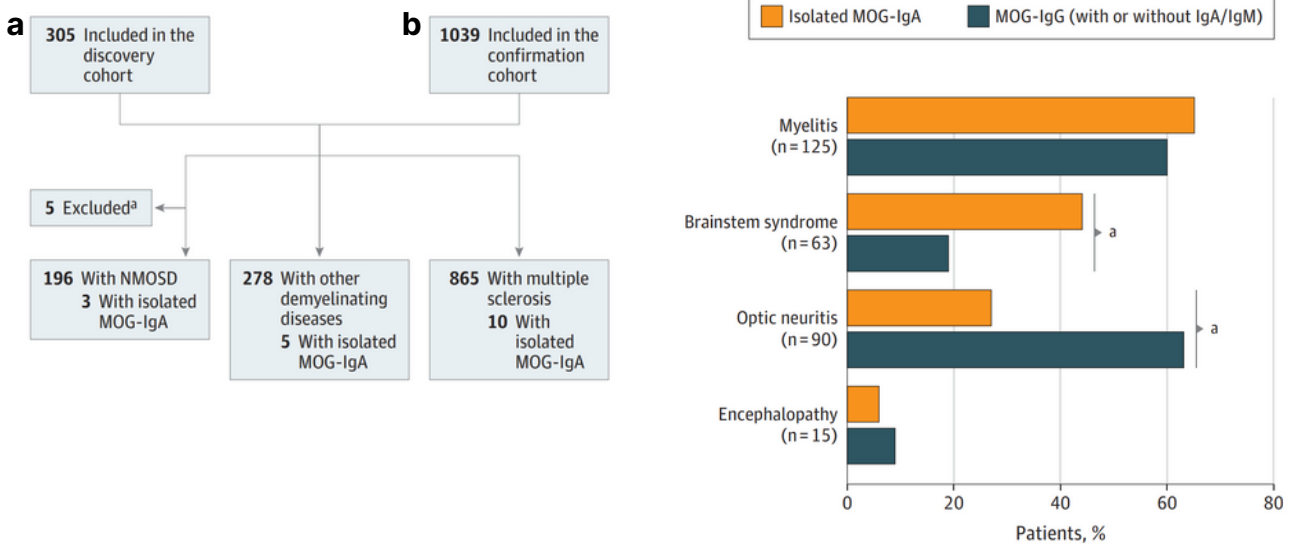 a
305 Included in the
discovery
cohort
b
1039 Included in the
confirmation
cohort
5 Excludedᵃ
196 With NMOSD
3 With isolated
MOG-IgA
278 With other
demyelinating
diseases
5 With isolated
MOG-IgA
865 With multiple
sclerosis
10 With
isolated
MOG-IgA
Isolated MOG-IgA
MOG-IgG (with or without IgA/IgM)
Myelitis
(n=125)
Brainstem syndrome
(n=63)
a
Optic neuritis
(n=90)
a
Encephalopathy
(n=15)
0 20 40 60 80
Patients, %